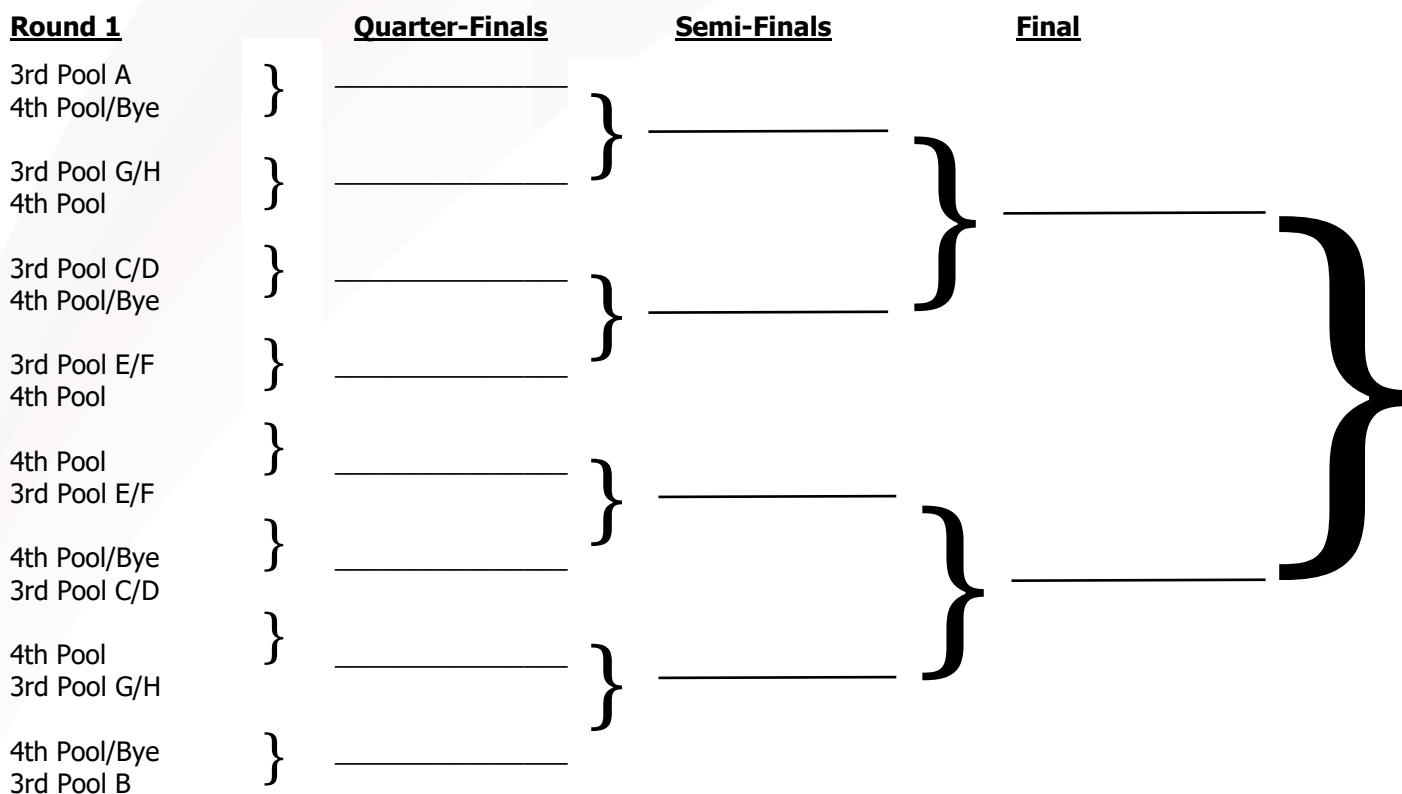 Round 1 Quarter-Finals Semi-Finals Final
3rd Pool A
4th Pool/Bye
3rd Pool G/H
4th Pool
3rd Pool C/D
4th Pool/Bye
3rd Pool E/F
4th Pool
4th Pool
3rd Pool E/F
4th Pool/Bye
3rd Pool C/D
4th Pool
3rd Pool G/H
4th Pool/Bye
3rd Pool B